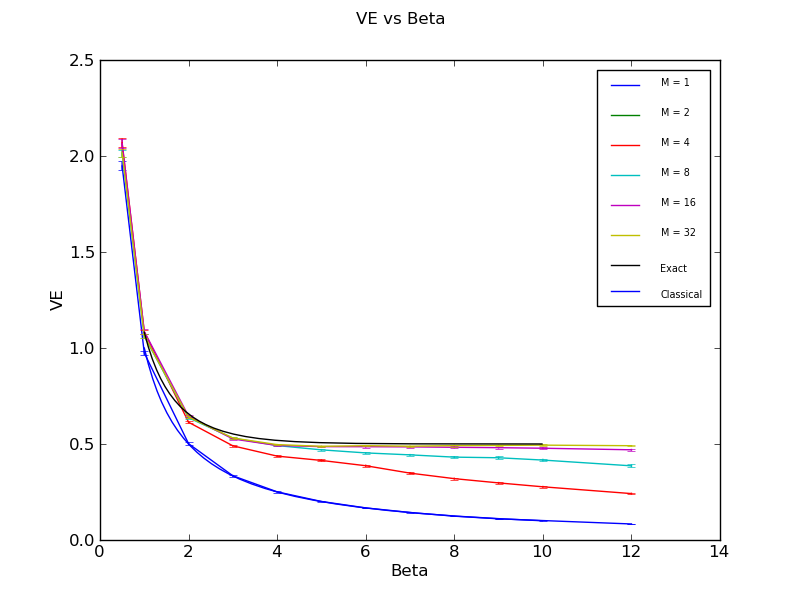 VE vs Beta
2.5
2.0
1.5
1.0
0.5
0.0
VE
M = 1
M = 2
M = 4
M = 8
M = 16
M = 32
Exact
Classical
0 2 4 6 8 10 12 14
Beta